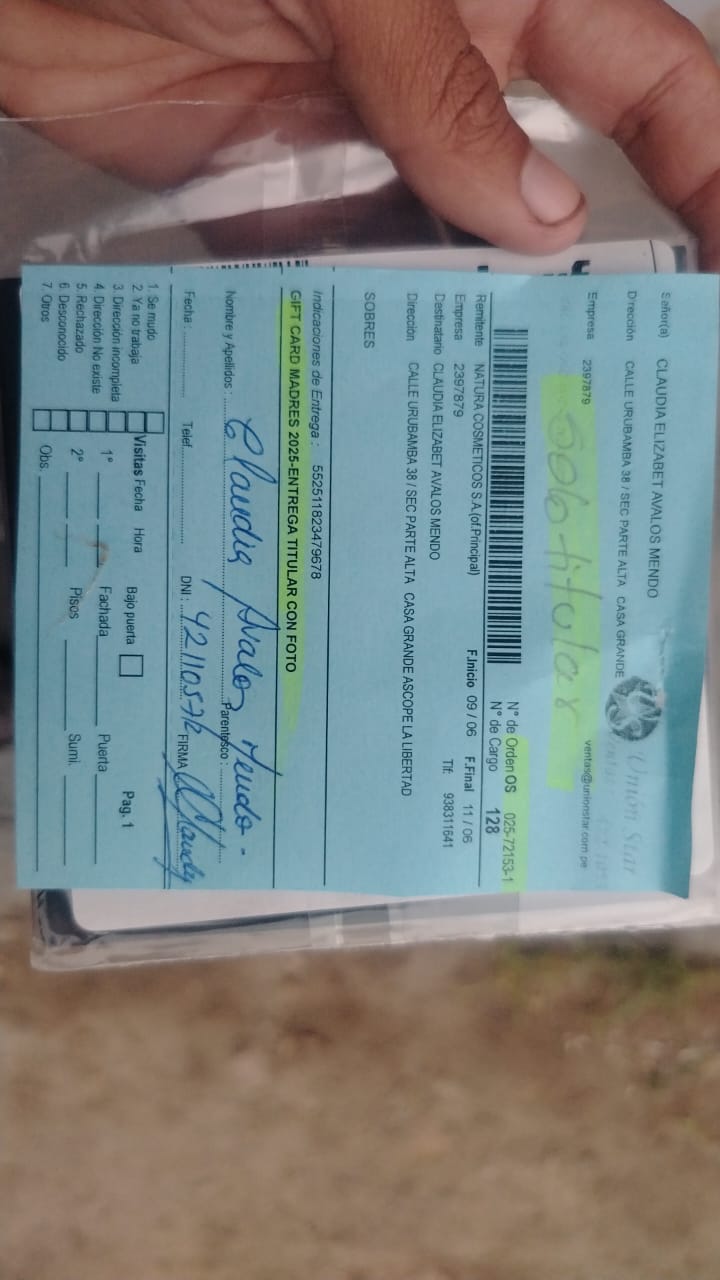 Señor(a) CLAUDIA ELIZABET AVALOS MENDO
Dirección CALLE URUBAMBA 38 / SEC PARTE ALTA CASA GRANDE
Union Star
Empresa 2397879 ventas@unionstar.com.pe
Solo titular
N° de Orden OS 025-72153-1
N° de Cargo 128
Remitente NATURA COSMETICOS S.A.(of.Principal) F.Inicio 09 / 06 F.Final 11 / 06
Empresa 2397879 Tlf: 938311641
Destinatario CLAUDIA ELIZABET AVALOS MENDO
Dirección CALLE URUBAMBA 38 / SEC PARTE ALTA CASA GRANDE ASCOPE LA LIBERTAD
SOBRES
Indicaciones de Entrega : 552511823479678
GIFT CARD MADRES 2025-ENTREGA TITULAR CON FOTO
Nombre y Apellidos : Claudia Avalos Mendo. Parentesco :
Fecha : Telef. DNI : 42110572 FIRMA
1. Se mudo
2. Ya no trabaja
3. Dirección incompleta
4. Dirección No existe
5. Rechazado
6 Desconocido
7. Otros
Visitas Fecha Hora Bajo puerta Pag. 1
1° Fachada Puerta
2° Pisos Sumi.
Obs.